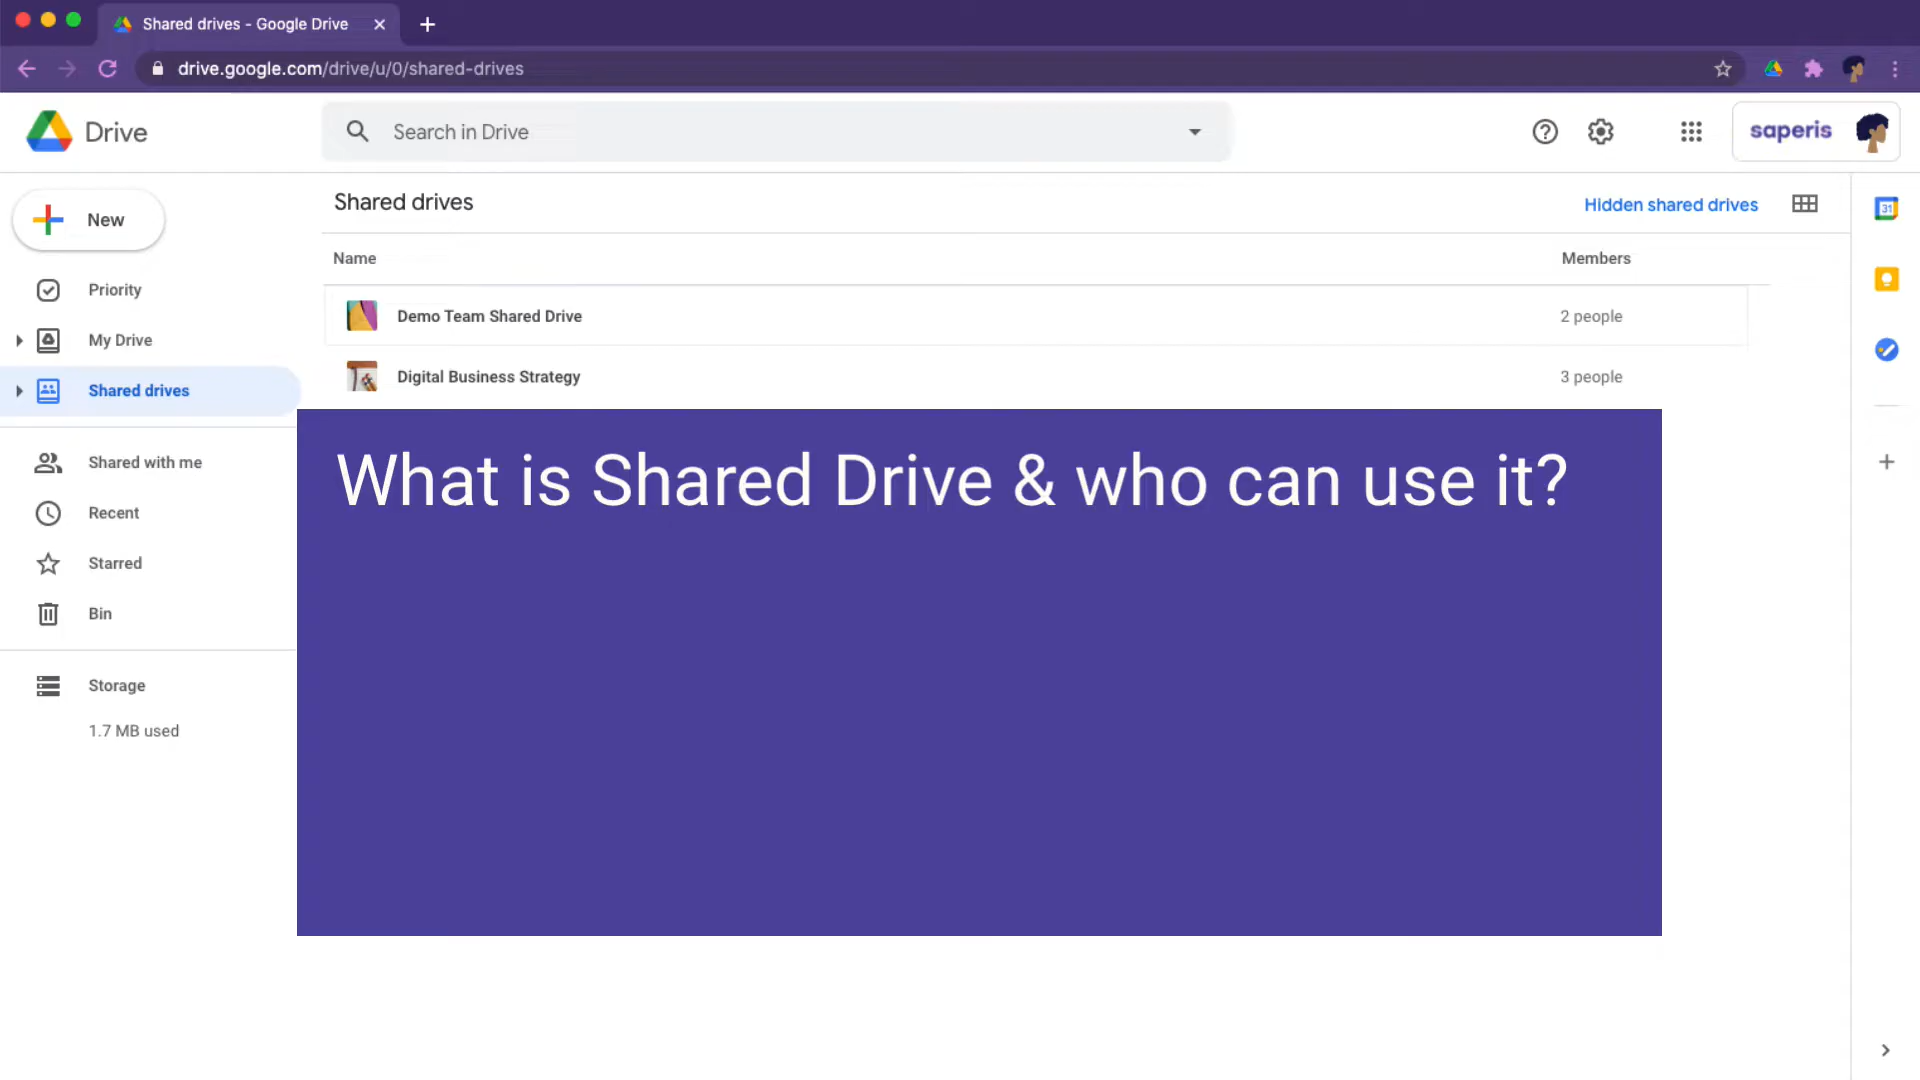 Shared drives - Google Drive
drive.google.com/drive/u/0/shared-drives
Drive
Search in Drive
saperis
New
Shared drives
Hidden shared drives
Name
Members
Priority
Demo Team Shared Drive
2 people
My Drive
Digital Business Strategy
3 people
Shared drives
Shared with me
What is Shared Drive & who can use it?
Recent
Starred
Bin
Storage
1.7 MB used
31